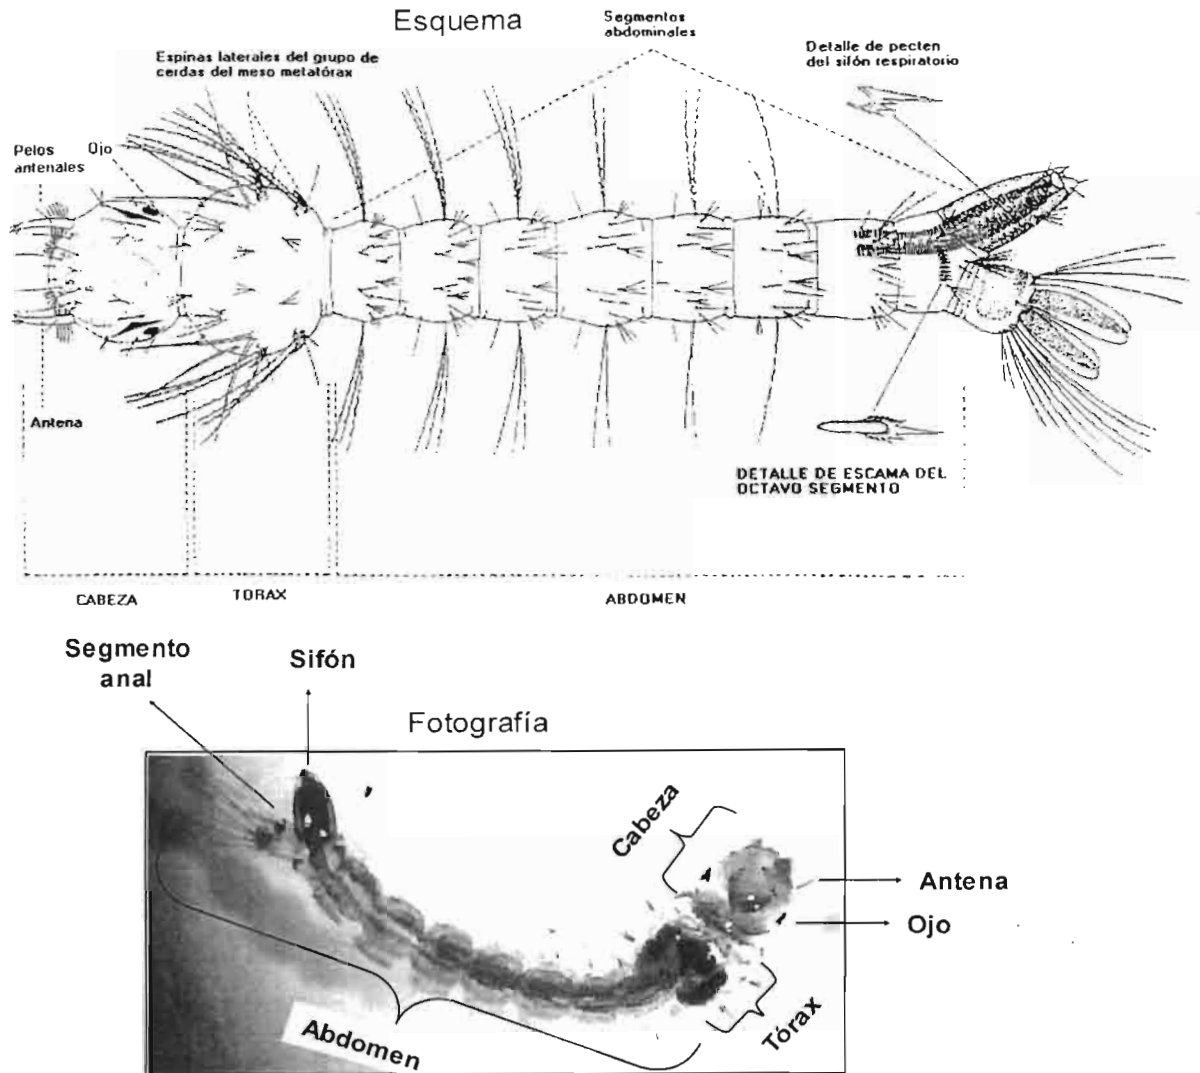 Esquema
Segmentos
abdominales
Espinas laterales del grupo de
cerdas del meso metatórax
Detalle de pecten
del sifón respiratorio
Pelos
antenales
Ojo
Antena
DETALLE DE ESCAMA DEL
OCTAVO SEGMENTO
CABEZA
TORAX
ABDOMEN
Segmento
anal
Sifón
Fotografía
Cabeza
Antena
Ojo
Tórax
Abdomen